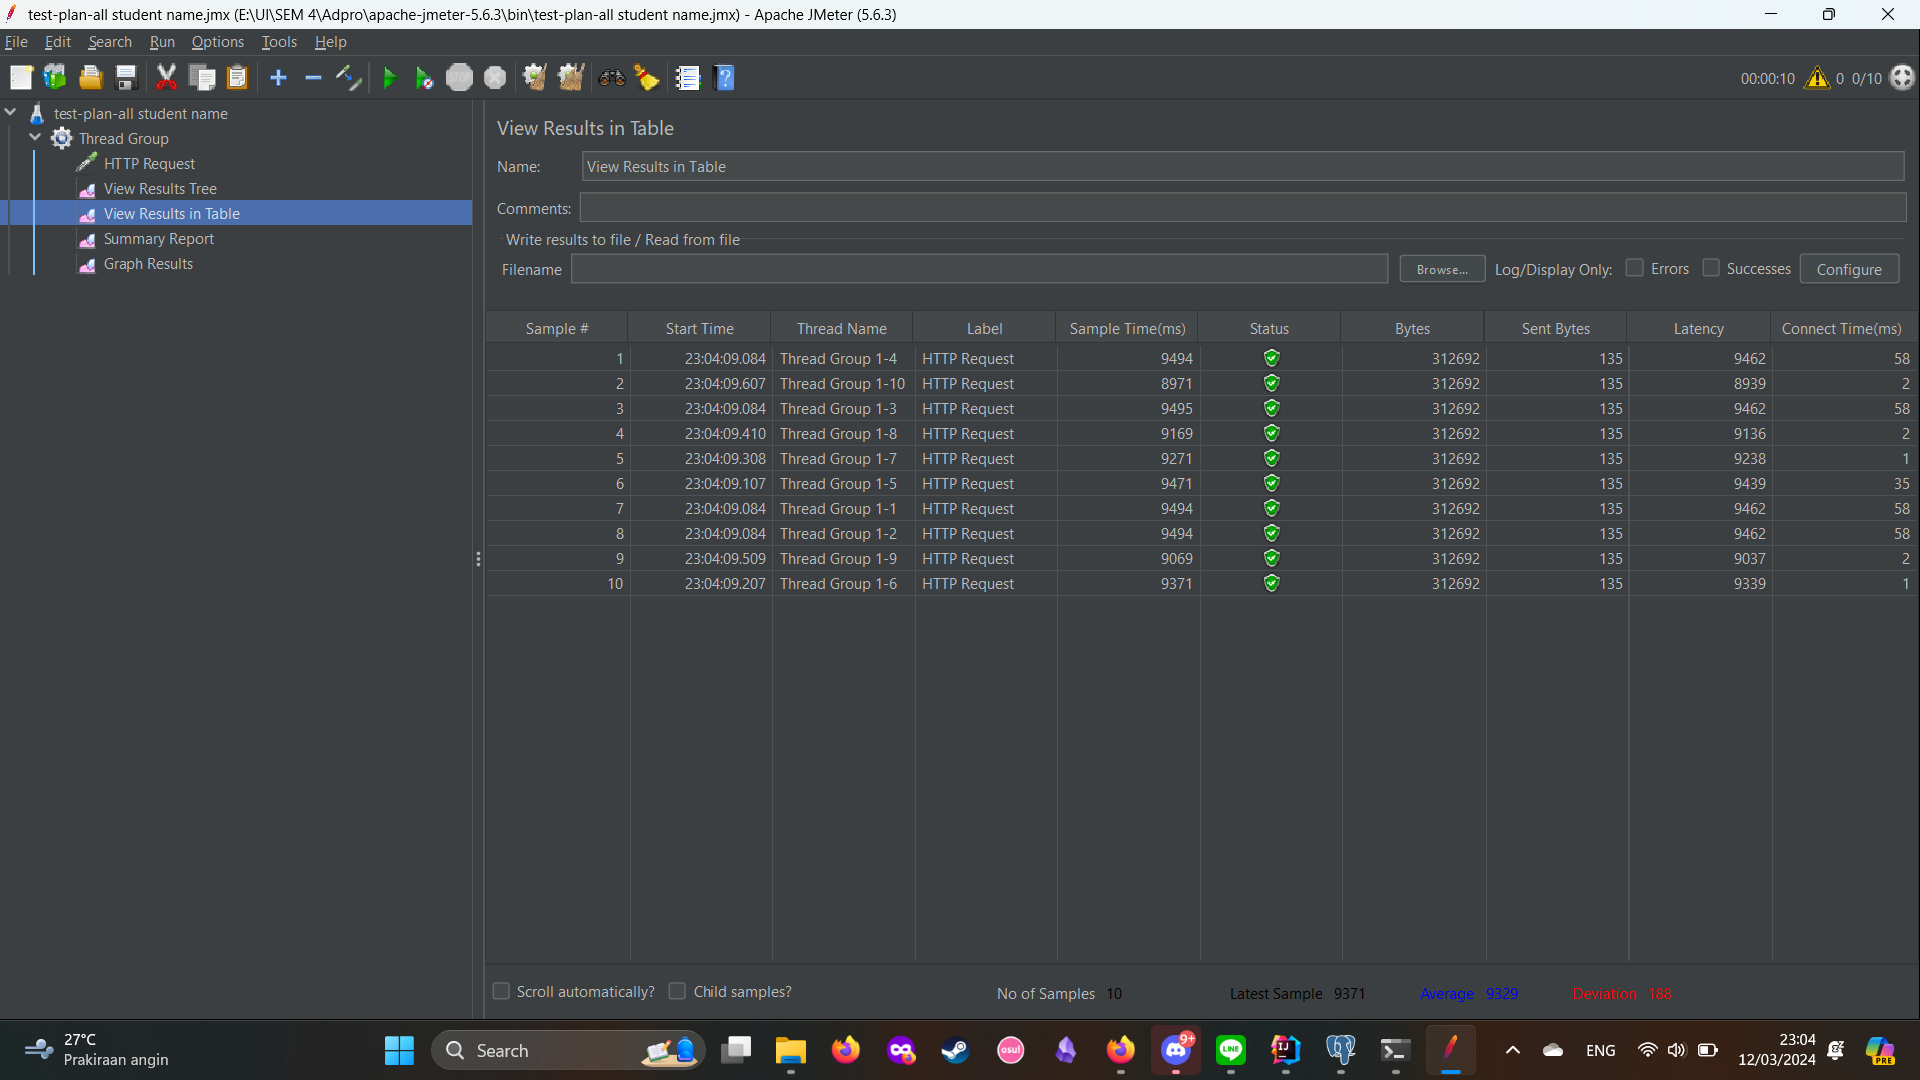 test-plan-all student name.jmx (E:\UI\SEM 4\Adpro\apache-jmeter-5.6.3\bin\test-plan-all student name.jmx) - Apache JMeter (5.6.3)
File Edit Search Run Options Tools Help
STOP
00:00:10 0 0/10
test-plan-all student name
Thread Group
HTTP Request
View Results Tree
View Results in Table
Summary Report
Graph Results
View Results in Table
Name: View Results in Table
Comments:
Write results to file / Read from file
Filename Browse... Log/Display Only: Errors Successes Configure
Sample # Start Time Thread Name Label Sample Time(ms) Status Bytes Sent Bytes Latency Connect Time(ms)
1 23:04:09.084 Thread Group 1-4 HTTP Request 9494 312692 135 9462 58
2 23:04:09.607 Thread Group 1-10 HTTP Request 8971 312692 135 8939 2
3 23:04:09.084 Thread Group 1-3 HTTP Request 9495 312692 135 9462 58
4 23:04:09.410 Thread Group 1-8 HTTP Request 9169 312692 135 9136 2
5 23:04:09.308 Thread Group 1-7 HTTP Request 9271 312692 135 9238 1
6 23:04:09.107 Thread Group 1-5 HTTP Request 9471 312692 135 9439 35
7 23:04:09.084 Thread Group 1-1 HTTP Request 9494 312692 135 9462 58
8 23:04:09.084 Thread Group 1-2 HTTP Request 9494 312692 135 9462 58
9 23:04:09.509 Thread Group 1-9 HTTP Request 9069 312692 135 9037 2
10 23:04:09.207 Thread Group 1-6 HTTP Request 9371 312692 135 9339 1
Scroll automatically? Child samples? No of Samples 10 Latest Sample 9371 Average 9329 Deviation 188
27°C
Prakiraan angin
Search
osu!
9+
LINE
IJ
ENG
23:04
12/03/2024
PRE